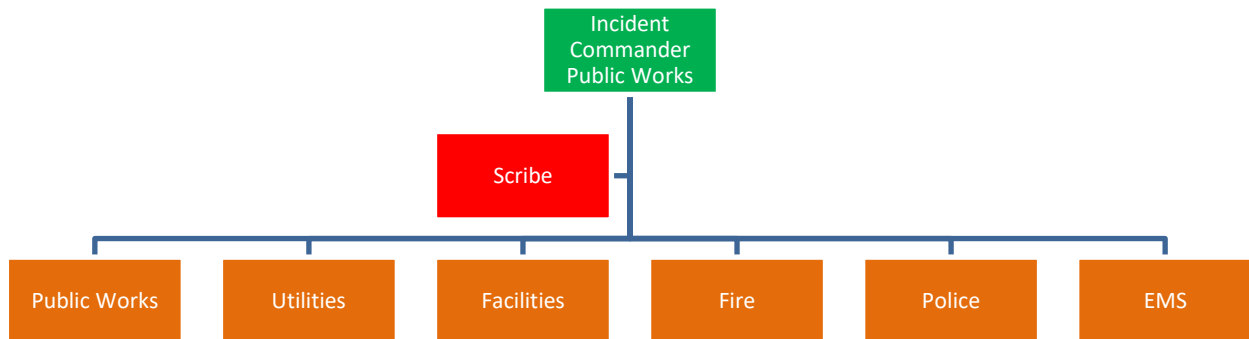 Incident
Commander
Public Works
Scribe
Public Works
Utilities
Facilities
Fire
Police
EMS